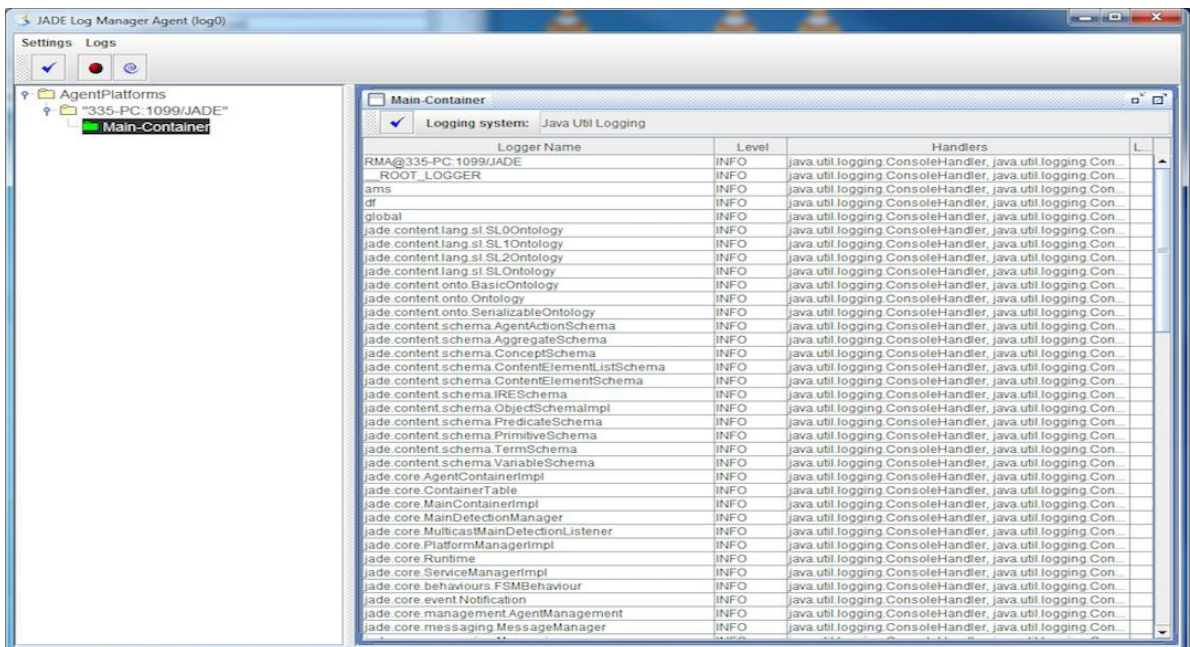 JADE Log Manager Agent (log0)
Settings Logs
AgentPlatforms
"335-PC:1099/JADE"
Main-Container
Main-Container
Logging system: Java Util Logging
Logger Name Level Handlers L...
RMA@335-PC:1099/JADE INFO java.util.logging.ConsoleHandler, java.util.logging.Con...
__ROOT_LOGGER INFO java.util.logging.ConsoleHandler, java.util.logging.Con...
ams INFO java.util.logging.ConsoleHandler, java.util.logging.Con...
df INFO java.util.logging.ConsoleHandler, java.util.logging.Con...
global INFO java.util.logging.ConsoleHandler, java.util.logging.Con...
jade.content.lang.sl.SL0Ontology INFO java.util.logging.ConsoleHandler, java.util.logging.Con...
jade.content.lang.sl.SL1Ontology INFO java.util.logging.ConsoleHandler, java.util.logging.Con...
jade.content.lang.sl.SL2Ontology INFO java.util.logging.ConsoleHandler, java.util.logging.Con...
jade.content.lang.sl.SLOntology INFO java.util.logging.ConsoleHandler, java.util.logging.Con...
jade.content.onto.BasicOntology INFO java.util.logging.ConsoleHandler, java.util.logging.Con...
jade.content.onto.Ontology INFO java.util.logging.ConsoleHandler, java.util.logging.Con...
jade.content.onto.SerializableOntology INFO java.util.logging.ConsoleHandler, java.util.logging.Con...
jade.content.schema.AgentActionSchema INFO java.util.logging.ConsoleHandler, java.util.logging.Con...
jade.content.schema.AggregateSchema INFO java.util.logging.ConsoleHandler, java.util.logging.Con...
jade.content.schema.ConceptSchema INFO java.util.logging.ConsoleHandler, java.util.logging.Con...
jade.content.schema.ContentElementListSchema INFO java.util.logging.ConsoleHandler, java.util.logging.Con...
jade.content.schema.ContentElementSchema INFO java.util.logging.ConsoleHandler, java.util.logging.Con...
jade.content.schema.IRESchema INFO java.util.logging.ConsoleHandler, java.util.logging.Con...
jade.content.schema.ObjectSchemaImpl INFO java.util.logging.ConsoleHandler, java.util.logging.Con...
jade.content.schema.PredicateSchema INFO java.util.logging.ConsoleHandler, java.util.logging.Con...
jade.content.schema.PrimitiveSchema INFO java.util.logging.ConsoleHandler, java.util.logging.Con...
jade.content.schema.TermSchema INFO java.util.logging.ConsoleHandler, java.util.logging.Con...
jade.content.schema.VariableSchema INFO java.util.logging.ConsoleHandler, java.util.logging.Con...
jade.core.AgentContainerImpl INFO java.util.logging.ConsoleHandler, java.util.logging.Con...
jade.core.ContainerTable INFO java.util.logging.ConsoleHandler, java.util.logging.Con...
jade.core.MainContainerImpl INFO java.util.logging.ConsoleHandler, java.util.logging.Con...
jade.core.MainDetectionManager INFO java.util.logging.ConsoleHandler, java.util.logging.Con...
jade.core.MulticastMainDetectionListener INFO java.util.logging.ConsoleHandler, java.util.logging.Con...
jade.core.PlatformManagerImpl INFO java.util.logging.ConsoleHandler, java.util.logging.Con...
jade.core.Runtime INFO java.util.logging.ConsoleHandler, java.util.logging.Con...
jade.core.ServiceManagerImpl INFO java.util.logging.ConsoleHandler, java.util.logging.Con...
jade.core.behaviours.FSMBehaviour INFO java.util.logging.ConsoleHandler, java.util.logging.Con...
jade.core.event.Notification INFO java.util.logging.ConsoleHandler, java.util.logging.Con...
jade.core.management.AgentManagement INFO java.util.logging.ConsoleHandler, java.util.logging.Con...
jade.core.messaging.MessageManager INFO java.util.logging.ConsoleHandler, java.util.logging.Con...